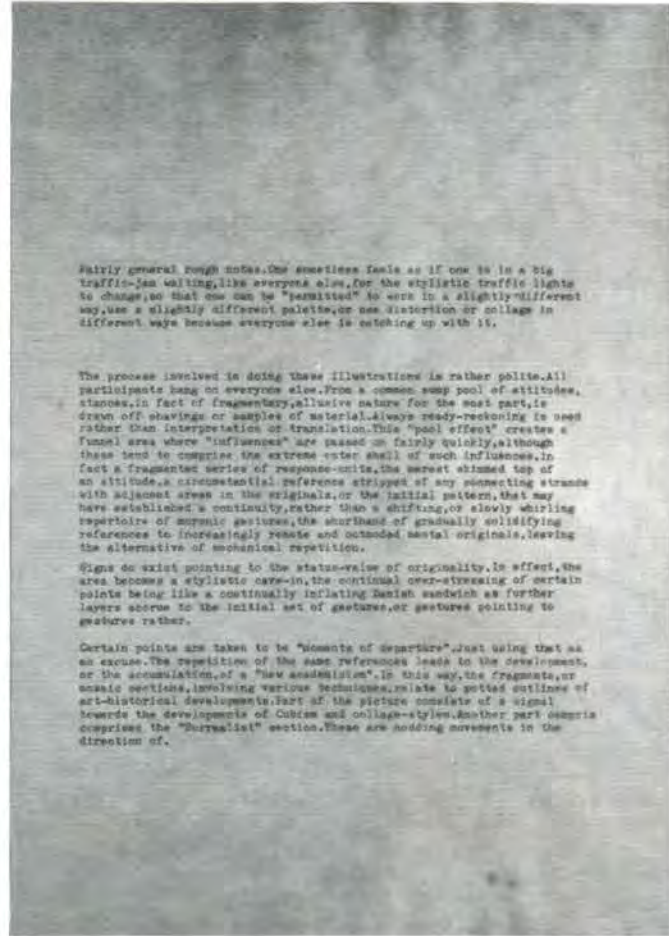 Fairly general rough notes.One sometimes feels as if one is in a big
traffic-jam waiting,like everyone else,for the stylistic traffic lights
to change,so that one can be "permitted" to work in a slightly different
way,use a slightly different palette,or use distortion or collage in
different ways because everyone else is catching up with it.
The process involved in doing these illustrations is rather polite.All
participants hang on everyone else.From a common sump pool of attitudes,
stances,in fact of fragmentary,allusive nature for the most part,is
drawn off shavings or samples of material.Always ready-reckoning is used
rather than interpretation or translation.This "pool effect" creates a
funnel area where "influences" are passed on fairly quickly,although
these tend to comprise the extreme outer shell of such influences,in
fact a fragmented series of response-units,the merest skimmed top of
an attitude,a circumstantial reference stripped of any connecting strands
with adjacent areas in the originals,or the initial pattern,that may
have established a continuity,rather than a shifting,or slowly whirling
repertoire of moronic gestures,the shorthand of gradually solidifying
references to increasingly remote and outmoded mental originals,leaving
the alternative of mechanical repetition.
Signs do exist pointing to the status-value of originality.In effect,the
area becomes a stylistic cave-in,the continual over-stressing of certain
points being like a continually inflating Danish sandwich as further
layers accrue to the initial set of gestures,or gestures pointing to
gestures rather.
Certain points are taken to be "moments of departure".Just using that as
an excuse.The repetition of the same references leads to the development,
or the accumulation,of a "new academicism".In this way,the fragments,or
mosaic sections,involving various techniques,relate to potted outlines of
art-historical developments.Part of the picture consists of a signal
towards the developments of Cubism and collage-styles.Another part compris
comprises the "Surrealist" section.These are nodding movements in the
direction of.